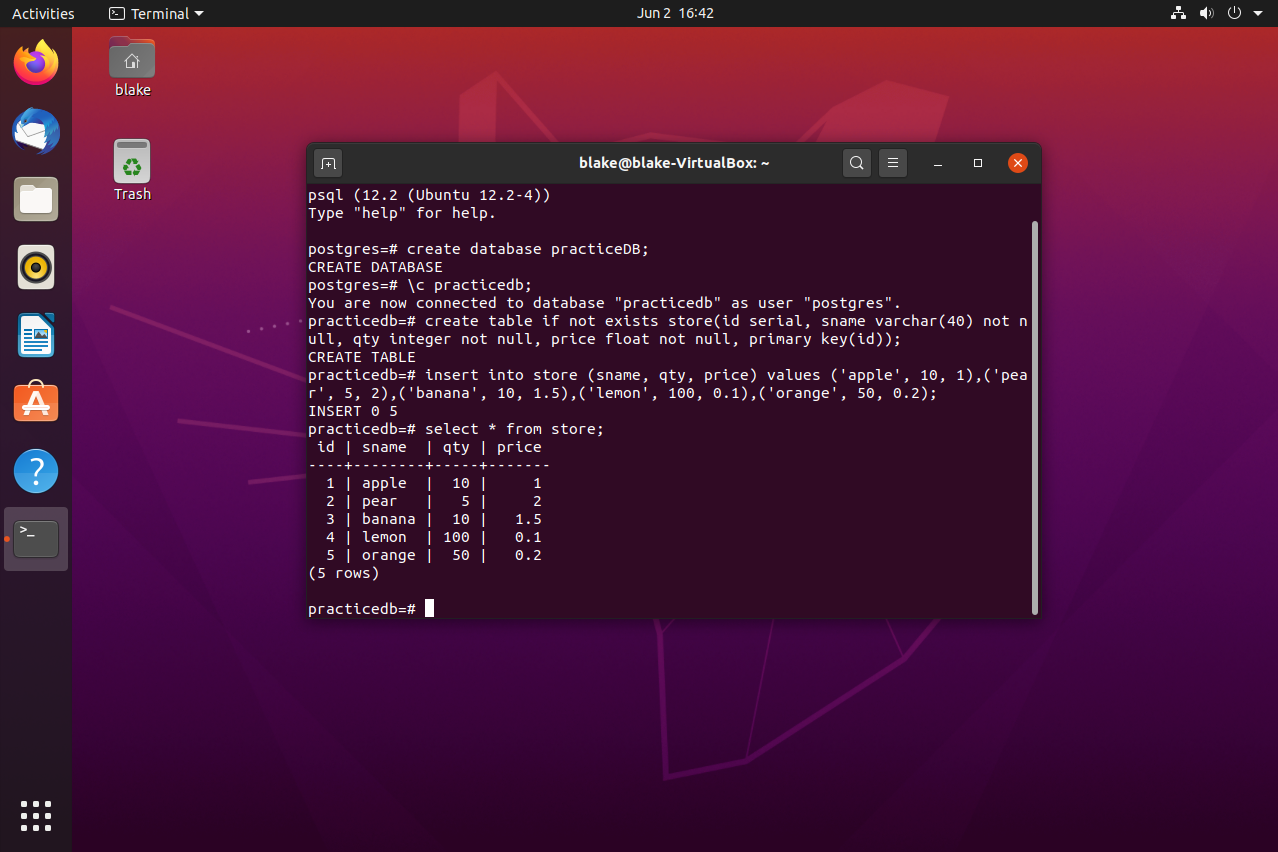 Activities
Terminal
Jun 2 16:42
blake
Trash
blake@blake-VirtualBox: ~
psql (12.2 (Ubuntu 12.2-4))
Type "help" for help.
postgres=# create database practiceDB;
CREATE DATABASE
postgres=# \c practicedb;
You are now connected to database "practicedb" as user "postgres".
practicedb=# create table if not exists store(id serial, sname varchar(40) not n
ull, qty integer not null, price float not null, primary key(id));
CREATE TABLE
practicedb=# insert into store (sname, qty, price) values ('apple', 10, 1),('pea
r', 5, 2),('banana', 10, 1.5),('lemon', 100, 0.1),('orange', 50, 0.2);
INSERT 0 5
practicedb=# select * from store;
 id | sname  | qty | price
----+--------+-----+-------
  1 | apple  |  10 |     1
  2 | pear   |   5 |     2
  3 | banana |  10 |   1.5
  4 | lemon  | 100 |   0.1
  5 | orange |  50 |   0.2
(5 rows)
practicedb=#